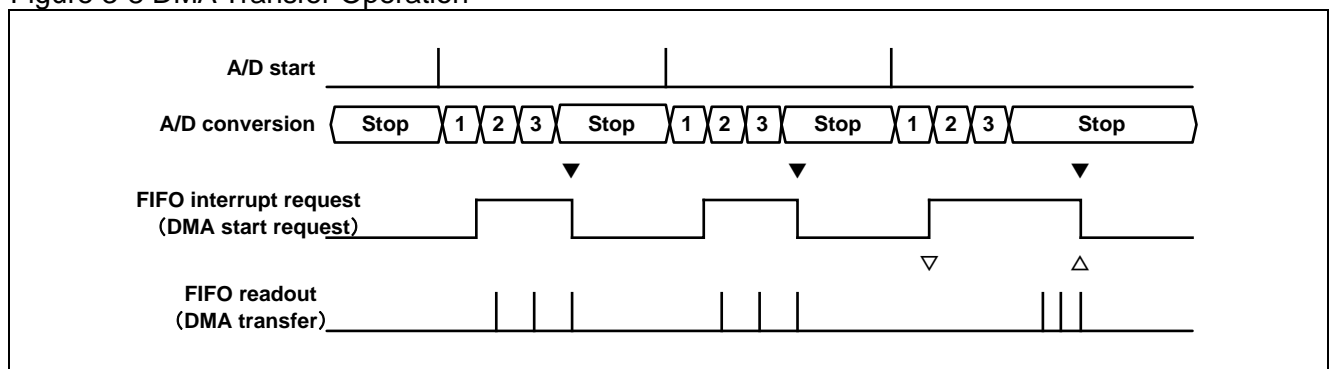 Figure 3-8 DMA Transfer Operation
A/D start
A/D conversion Stop 1 2 3 Stop 1 2 3 Stop 1 2 3 Stop
FIFO interrupt request
（DMA start request）
FIFO readout
（DMA transfer）